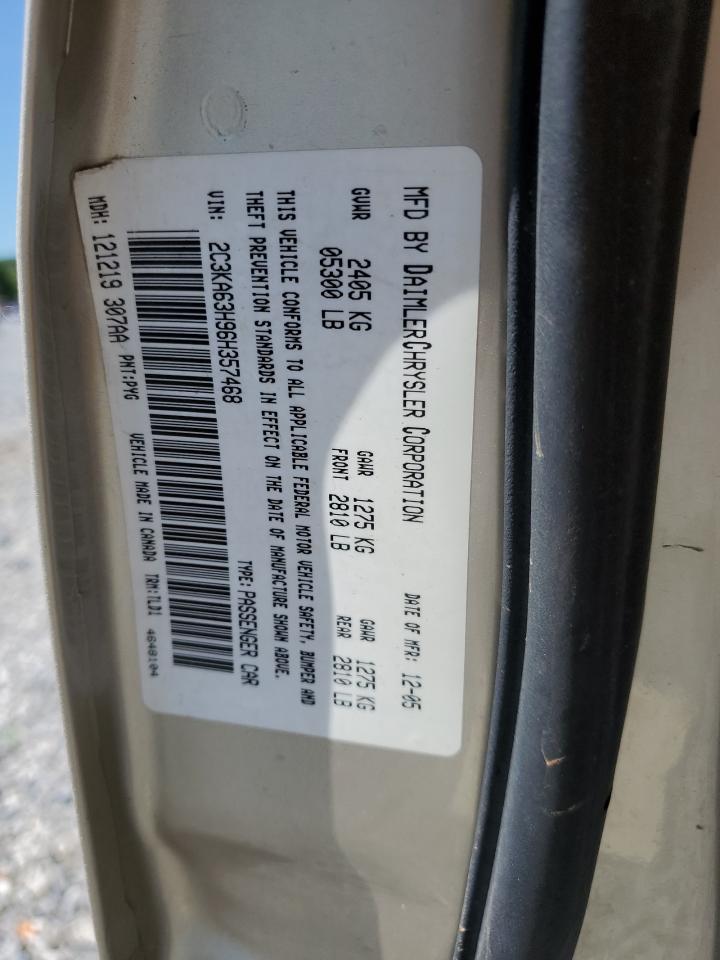 MFD BY DAIMLERCHRYSLER CORPORATION DATE OF MFR: 12-05
GVWR 2405 KG GAWR 1275 KG GAWR 1275 KG
05300 LB FRONT 2810 LB REAR 2810 LB
THIS VEHICLE CONFORMS TO ALL APPLICABLE FEDERAL MOTOR VEHICLE SAFETY, BUMPER AND
THEFT PREVENTION STANDARDS IN EFFECT ON THE DATE OF MANUFACTURE SHOWN ABOVE.
VIN: 2C3KA63H96H357468 TYPE: PASSENGER CAR
MDH: 121219 307AA PNT:PYG VEHICLE MADE IN CANADA TRM:TLD1 4648104